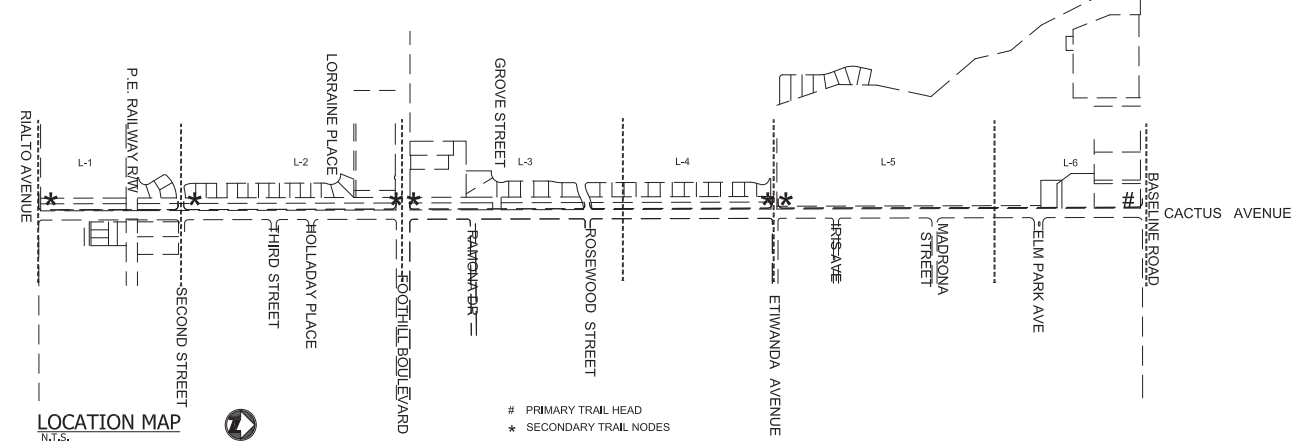 RIALTO AVENUE
P.E. RAILWAY R/W
LORRAINE PLACE
GROVE STREET
L-1
L-2
L-3
L-4
L-5
L-6
*
*
*
*
*
*
#
BASELINE ROAD
CACTUS AVENUE
SECOND STREET
THIRD STREET
HOLLADAY PLACE
FOOTHILL BOULEVARD
RAMONA DR
ROSEWOOD STREET
ETIWANDA AVENUE
IRIS AVE
MADRONA
STREET
ELM PARK AVE
LOCATION MAP
N.T.S.
Z
# PRIMARY TRAIL HEAD
* SECONDARY TRAIL NODES